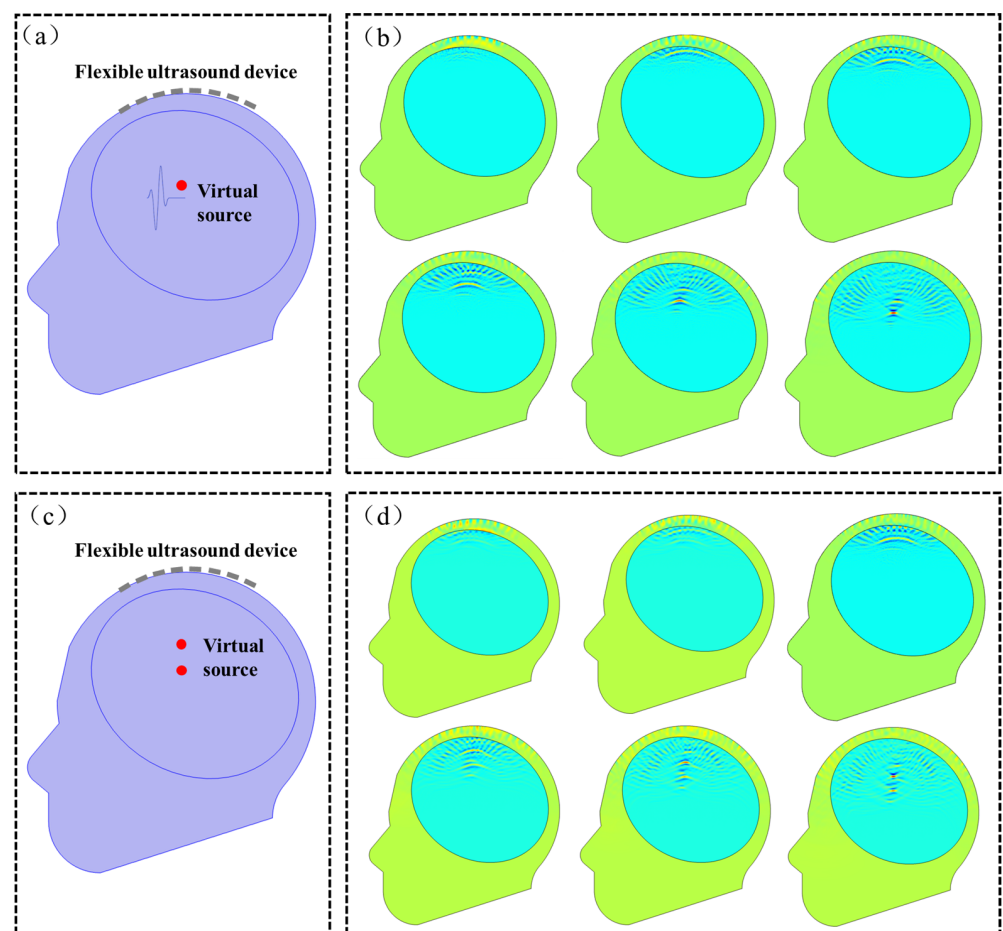 （a）
Flexible ultrasound device
Virtual
source
（b）
（c）
Flexible ultrasound device
Virtual
source
（d）